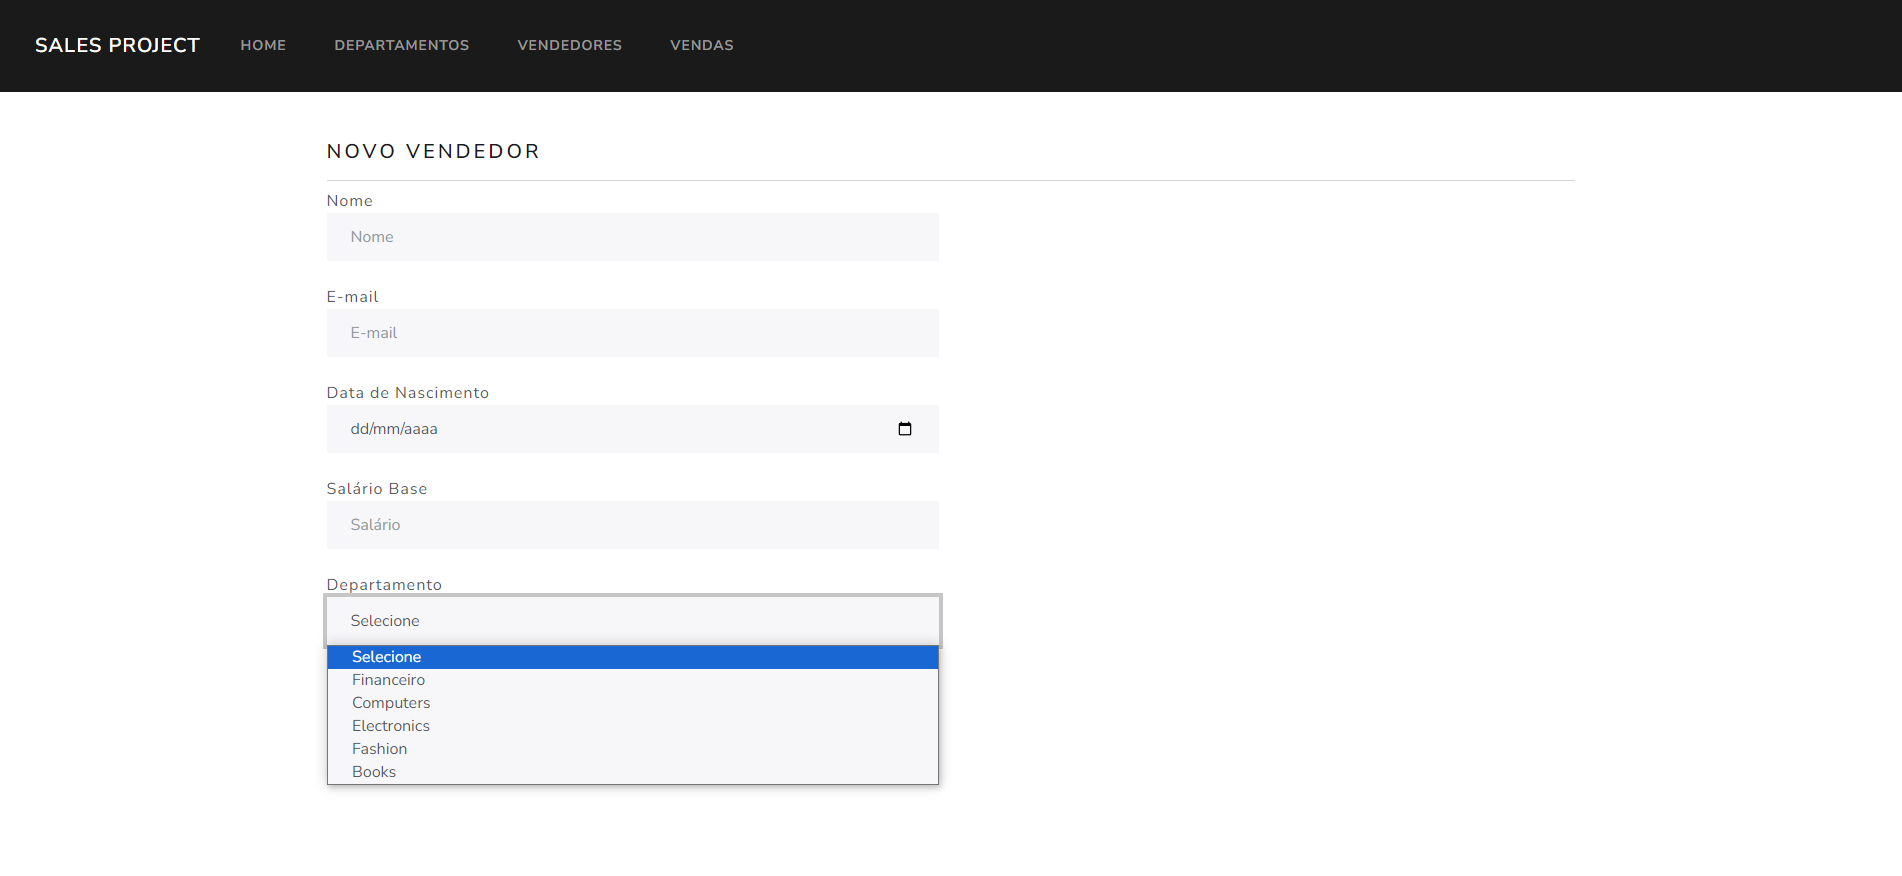 SALES PROJECT HOME DEPARTAMENTOS VENDEDORES VENDAS
NOVO VENDEDOR
Nome
Nome
E-mail
E-mail
Data de Nascimento
dd/mm/aaaa
Salário Base
Salário
Departamento
Selecione
Selecione
Financeiro
Computers
Electronics
Fashion
Books